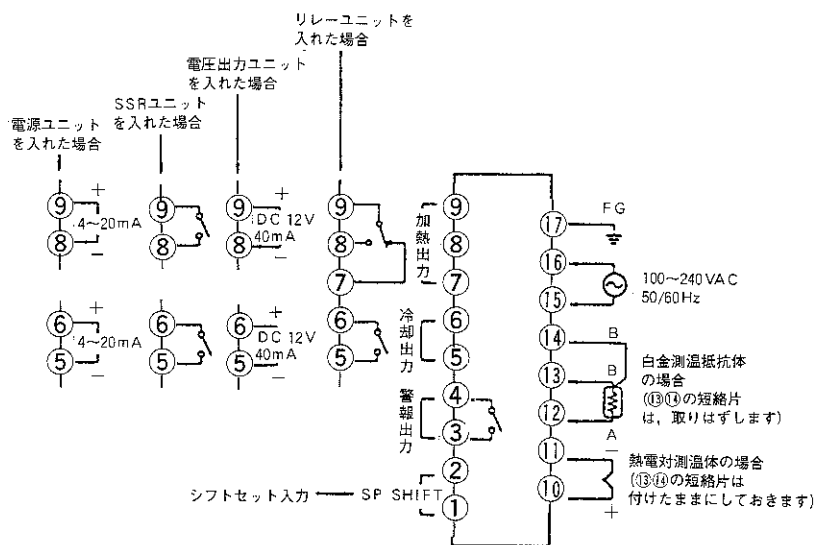 リレーユニットを
入れた場合
電圧出力ユニット
を入れた場合
SSRユニット
を入れた場合
電源ユニット
を入れた場合
⑨ + 4~20mA
⑧ −
⑨
⑧
⑨ + DC 12V
⑧ − 40mA
⑨
⑧
⑦
⑥ + 4~20mA
⑤ −
⑥
⑤
⑥ + DC 12V
⑤ − 40mA
⑥
⑤
加熱出力
⑨
⑧
⑦
冷却出力
⑥
⑤
警報出力
④
③
シフトセット入力 SP SHIFT
②
①
⑰ FG
⑯
⑮
100~240VAC
50/60Hz
⑭ B
⑬ B
⑫ A
白金測温抵抗体
の場合
(⑬⑭の短絡片
は,取りはずします)
⑪ −
⑩ +
熱電対測温体の場合
(⑬⑭の短絡片は
付けたままにしておきます)